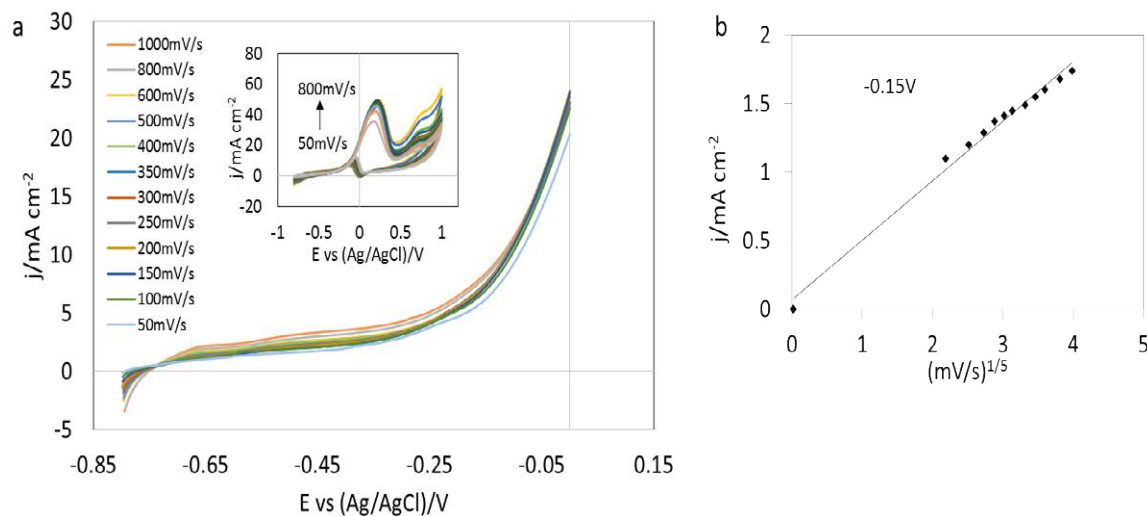 a
30
25
20
15
10
5
0
-5
j/mA cm-2
1000mV/s
800mV/s
600mV/s
500mV/s
400mV/s
350mV/s
300mV/s
250mV/s
200mV/s
150mV/s
100mV/s
50mV/s
80
60
40
20
0
-20
j/mA cm-2
800mV/s
50mV/s
-1 -0.5 0 0.5 1
E vs (Ag/AgCl)/V
-0.85 -0.65 -0.45 -0.25 -0.05 0.15
E vs (Ag/AgCl)/V
b
2
1.5
1
0.5
0
j/mA cm-2
-0.15V
0 1 2 3 4 5
(mV/s)1/5